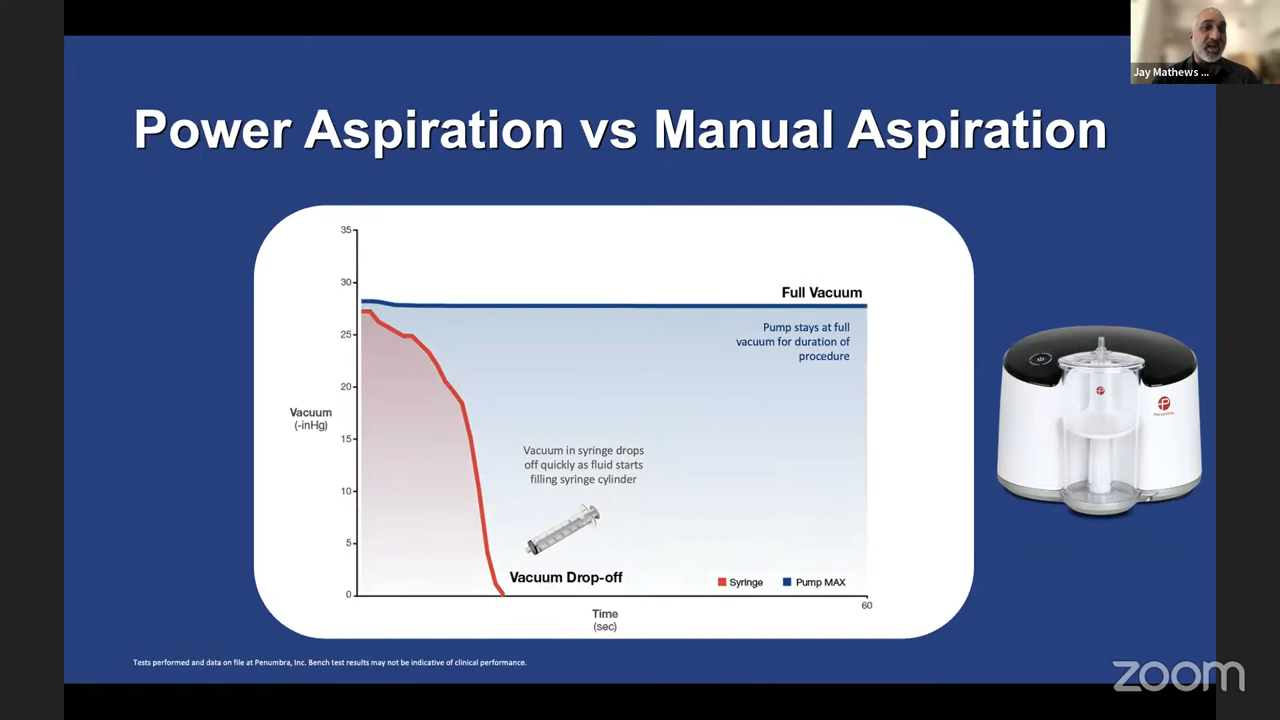 Jay Mathews ...
Power Aspiration vs Manual Aspiration
35
30
25
20
15
10
5
0
Vacuum
(-inHg)
Full Vacuum
Pump stays at full
vacuum for duration of
procedure
Vacuum in syringe drops
off quickly as fluid starts
filling syringe cylinder
Vacuum Drop-off
Syringe
Pump MAX
60
Time
(sec)
Penumbra
Tests performed and data on file at Penumbra, Inc. Bench test results may not be indicative of clinical performance.
zoom